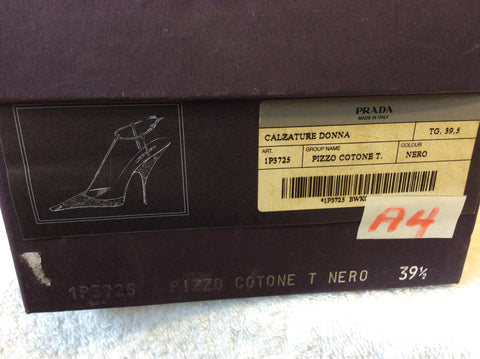 PRADA
MADE IN ITALY
CALZATURE DONNA TG. 39.5
ART. GROUP NAME COLOUR
1P3725 PIZZO COTONE T. NERO
*1P3725
A4
1P3725 PIZZO COTONE T NERO 39½